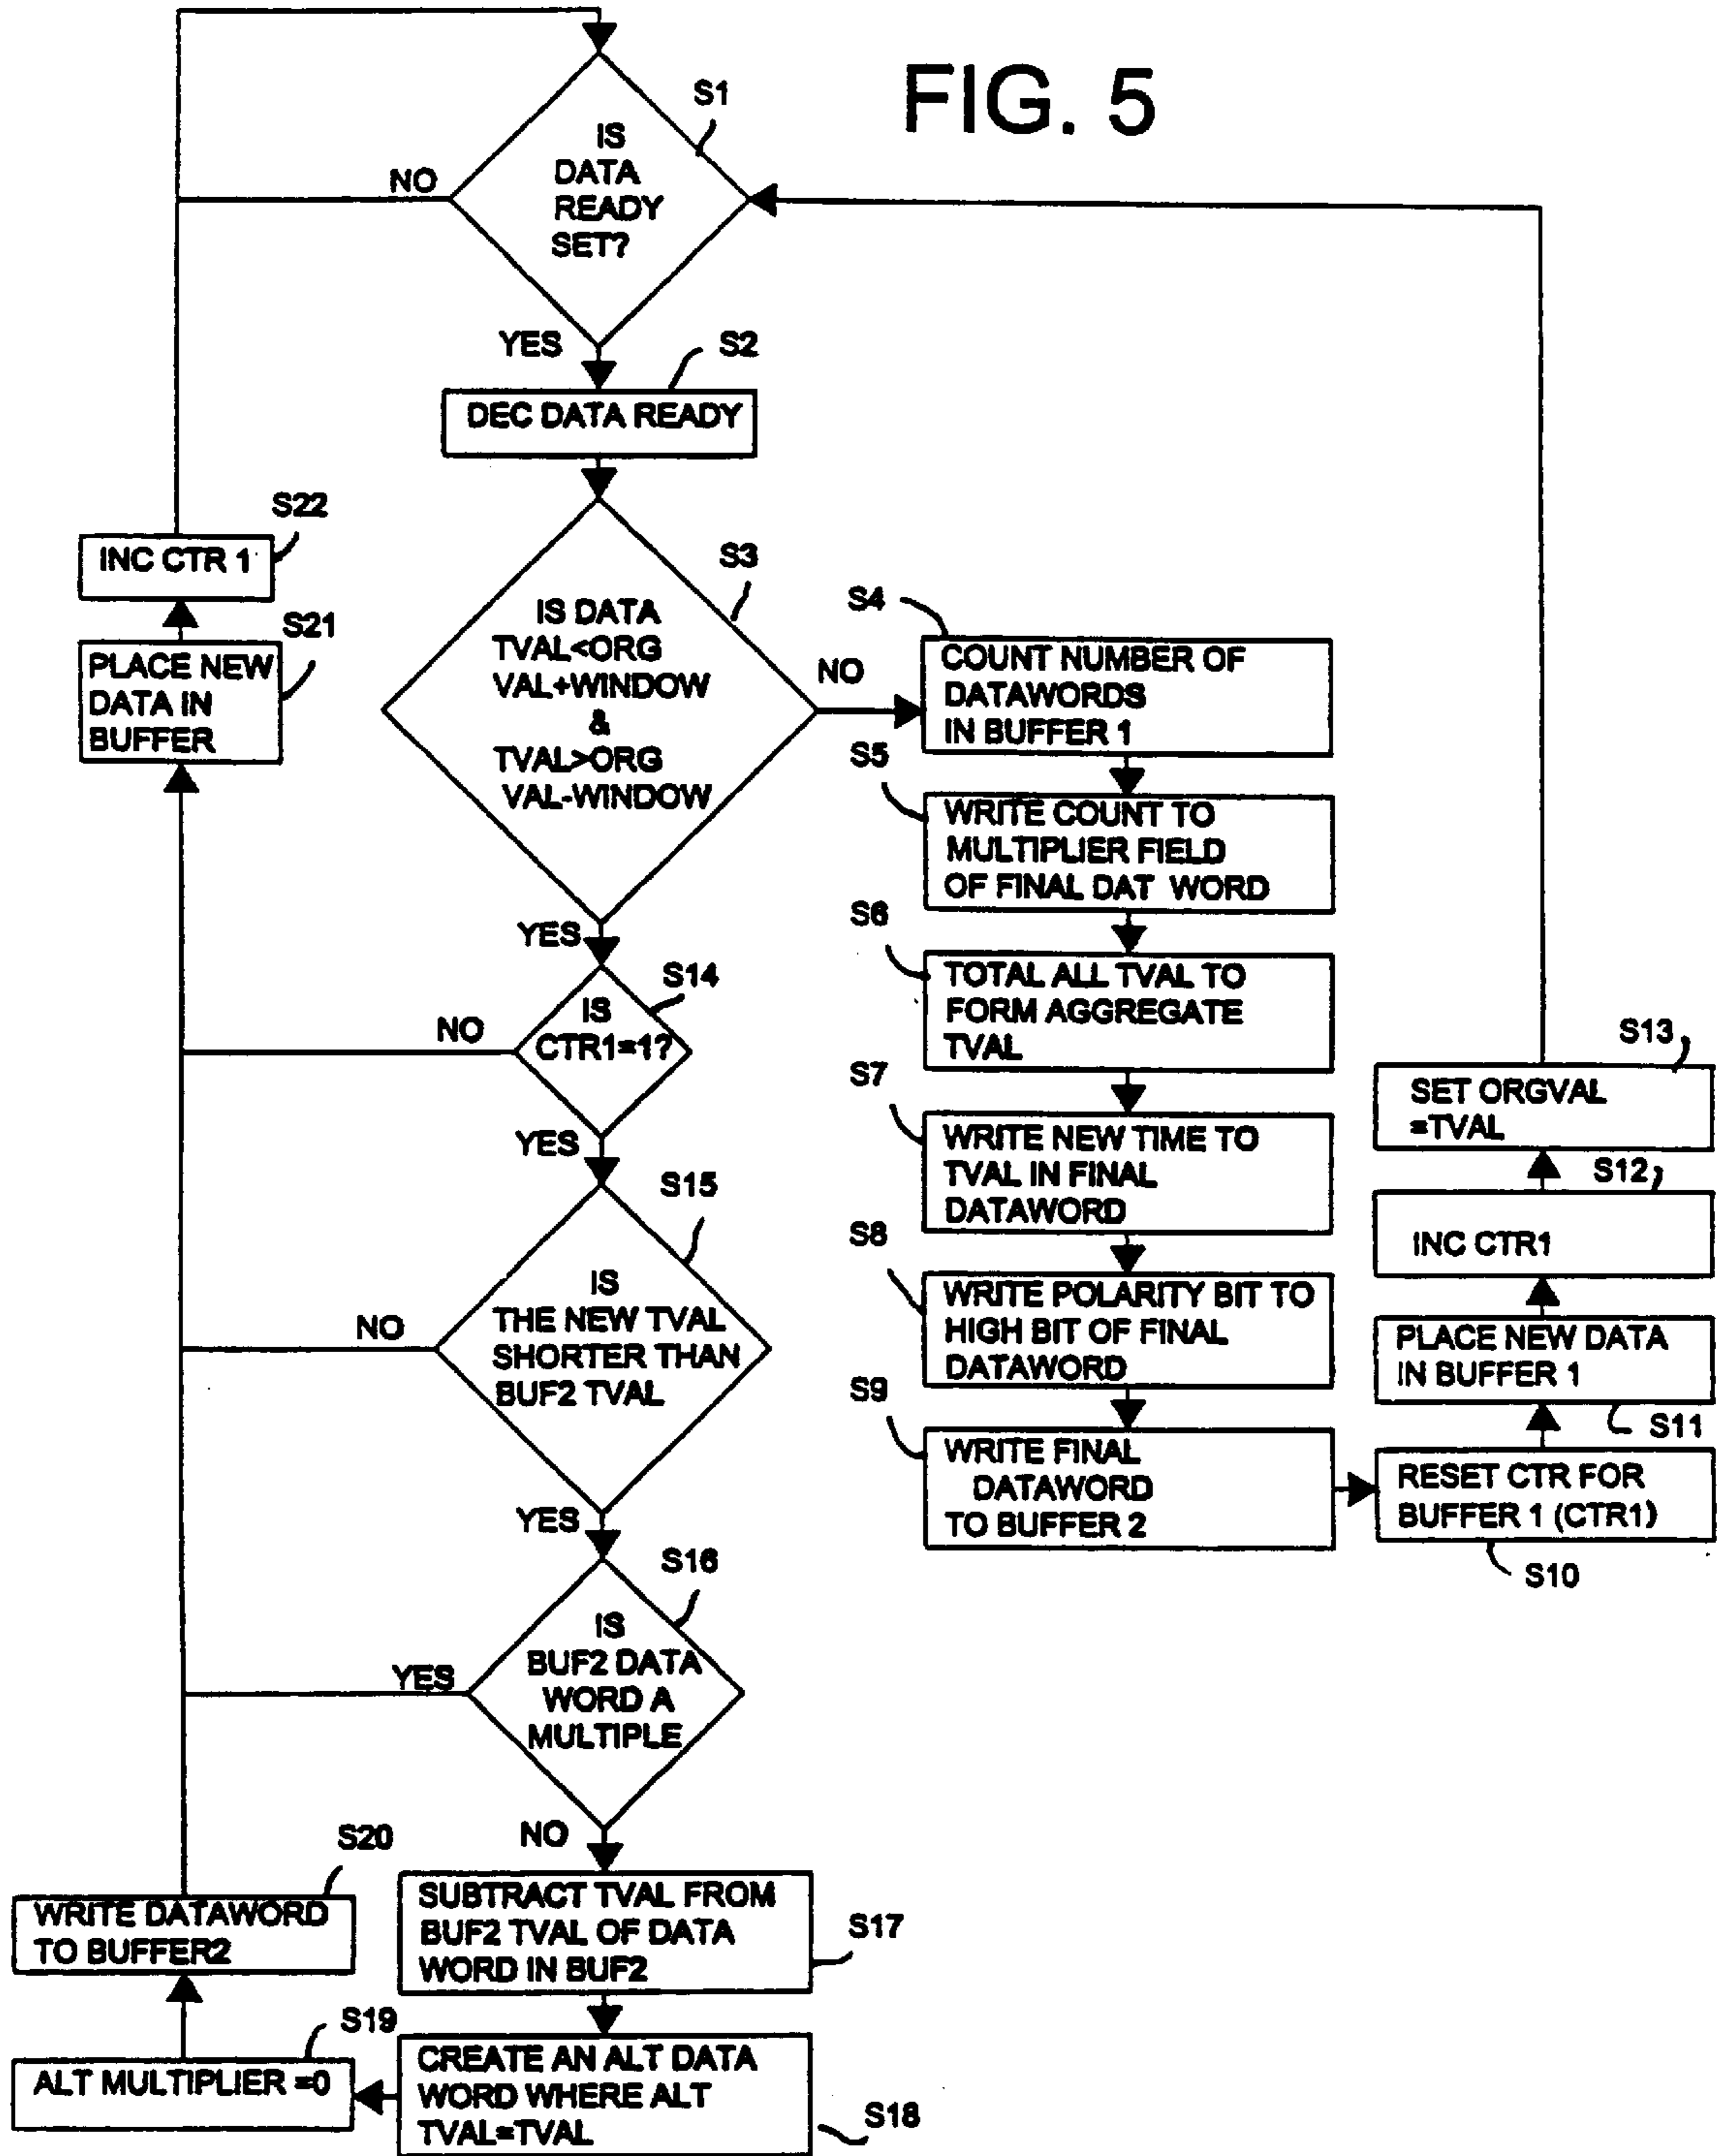 FIG. 5
S1
IS
DATA
READY
SET?
NO
YES
S2
DEC DATA READY
S22
INC CTR 1
S21
PLACE NEW
DATA IN
BUFFER
S3
IS DATA
TVAL<ORG
VAL+WINDOW
&
TVAL>ORG
VAL-WINDOW
NO
YES
S4
COUNT NUMBER OF
DATAWORDS
IN BUFFER 1
S5
WRITE COUNT TO
MULTIPLIER FIELD
OF FINAL DAT WORD
S6
TOTAL ALL TVAL TO
FORM AGGREGATE
TVAL
S7
WRITE NEW TIME TO
TVAL IN FINAL
DATAWORD
S8
WRITE POLARITY BIT TO
HIGH BIT OF FINAL
DATAWORD
S9
WRITE FINAL
DATAWORD
TO BUFFER 2
S13
SET ORGVAL
=TVAL
S12
INC CTR1
PLACE NEW DATA
IN BUFFER 1
S11
RESET CTR FOR
BUFFER 1 (CTR1)
S10
S14
IS
CTR1=1?
NO
YES
S15
IS
THE NEW TVAL
SHORTER THAN
BUF2 TVAL
NO
YES
S16
IS
BUF2 DATA
WORD A
MULTIPLE
YES
NO
S20
WRITE DATAWORD
TO BUFFER2
SUBTRACT TVAL FROM
BUF2 TVAL OF DATA
WORD IN BUF2
S17
S19
ALT MULTIPLIER =0
CREATE AN ALT DATA
WORD WHERE ALT
TVAL=TVAL
S18